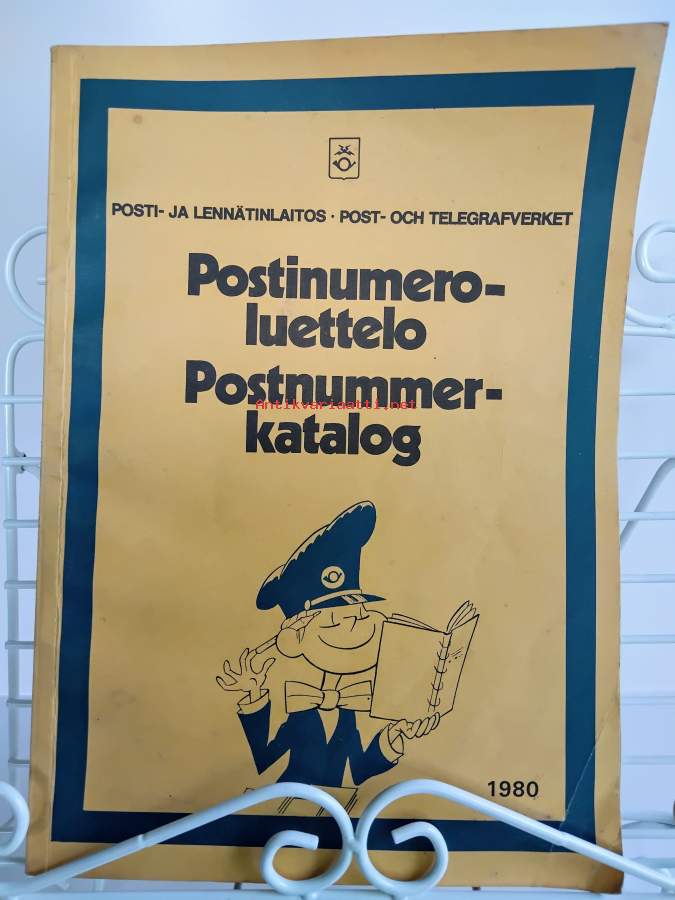 POSTI- JA LENNÄTINLAITOS · POST- OCH TELEGRAFVERKET
Postinumero-
luettelo
Postnummer-
Antikvariaatti.net
katalog
1980